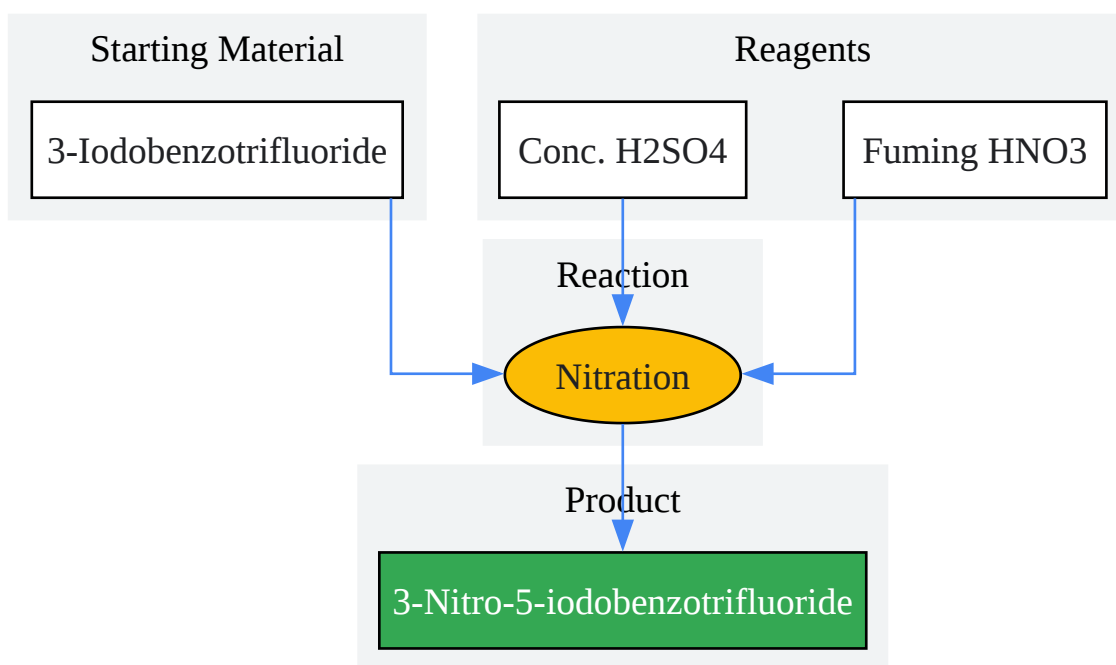 Starting Material
Reagents
3-Iodobenzotrifluoride
Conc. H2SO4
Fuming HNO3
Reaction
Nitration
Product
3-Nitro-5-iodobenzotrifluoride